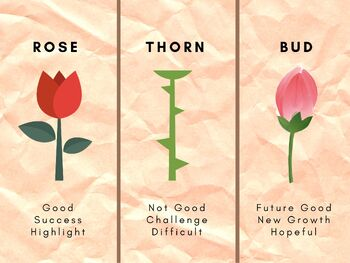 ROSE
Good
Success
Highlight
THORN
Not Good
Challenge
Difficult
BUD
Future Good
New Growth
Hopeful